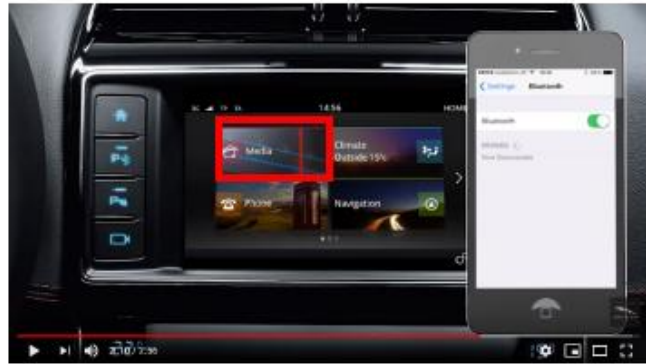 14:56
HOME
Media
Climate
Outside 15°c
Phone
Navigation
Settings
Bluetooth
Bluetooth